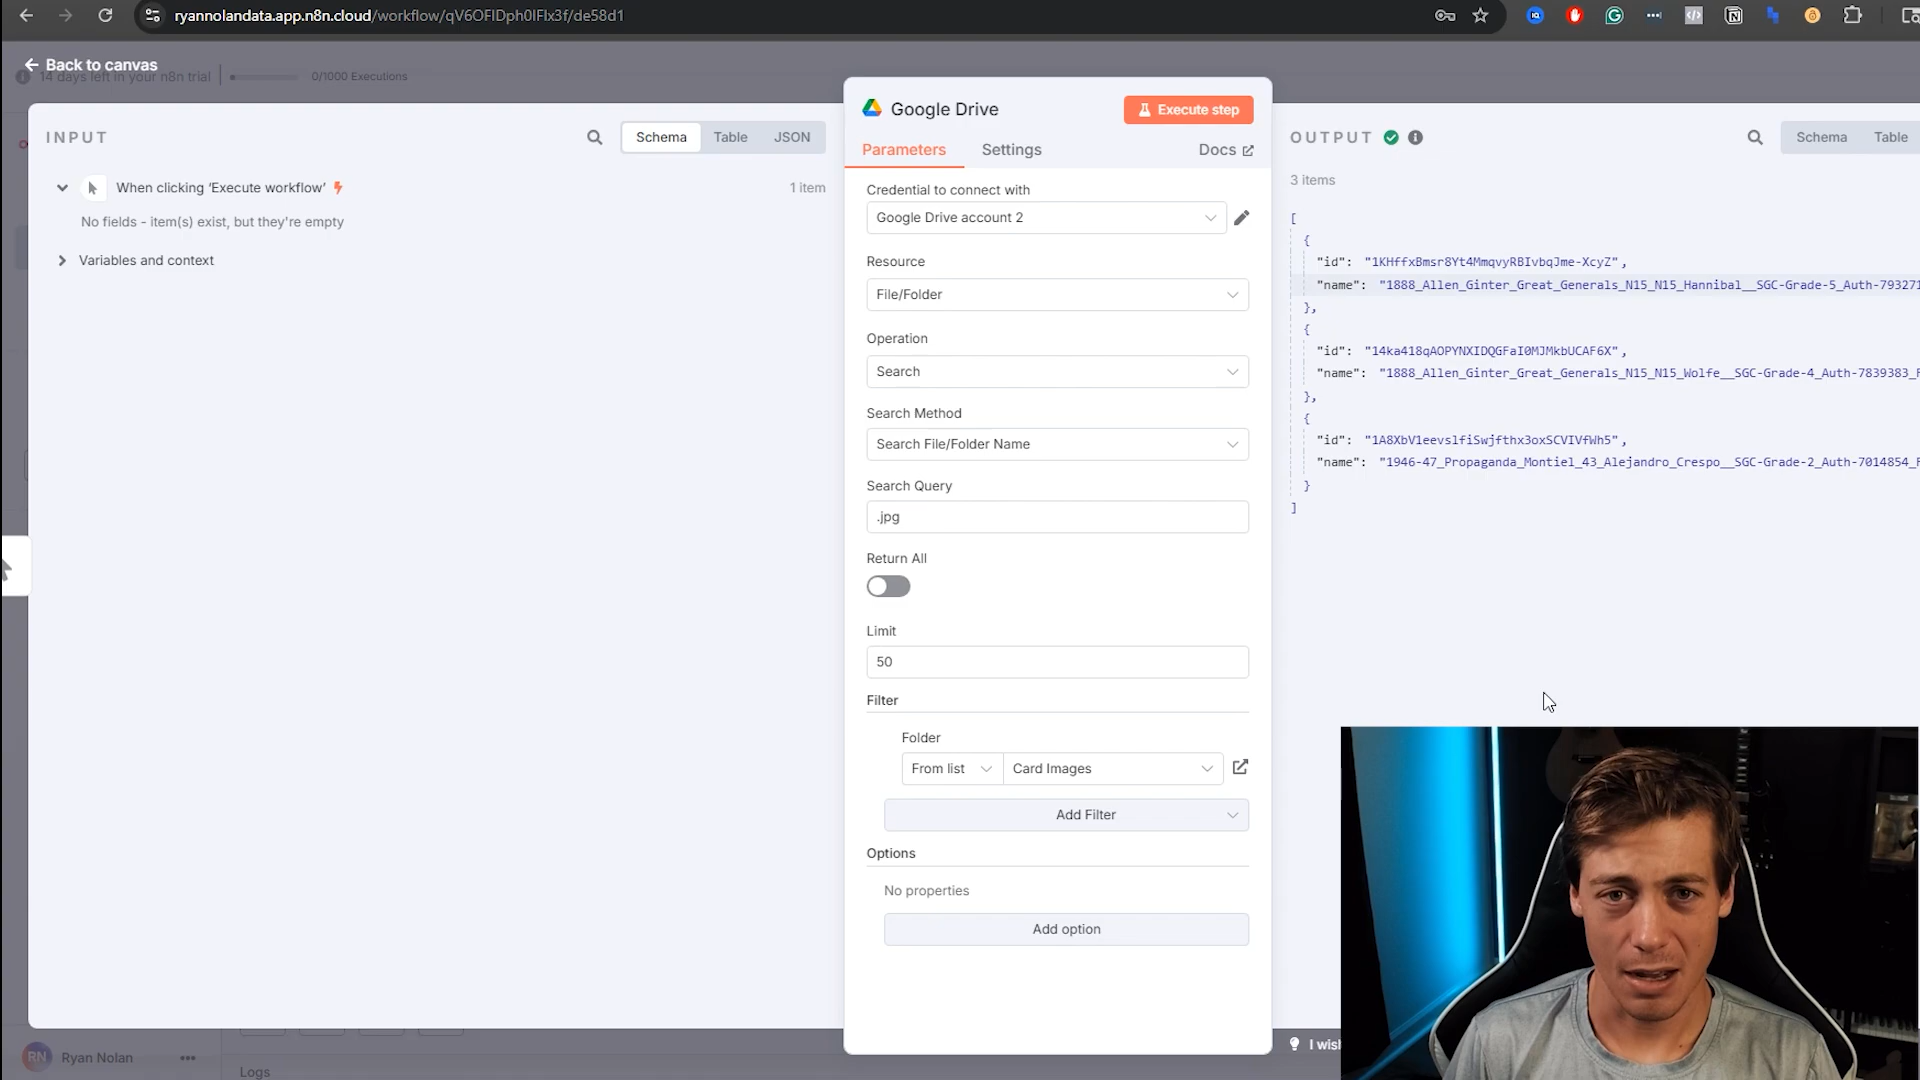 ryannolandata.app.n8n.cloud/workflow/qV6OFIDph0IFlx3f/de58d1
Back to canvas
14 days left in your n8n trial
0/1000 Executions
INPUT
Schema
Table
JSON
When clicking ‘Execute workflow’
1 item
No fields - item(s) exist, but they're empty
Variables and context
Google Drive
Execute step
Parameters
Settings
Docs
Credential to connect with
Google Drive account 2
Resource
File/Folder
Operation
Search
Search Method
Search File/Folder Name
Search Query
.jpg
Return All
Limit
50
Filter
Folder
From list
Card Images
Add Filter
Options
No properties
Add option
OUTPUT
Schema
Table
3 items
[
{
"id": "1KHffxBmsr8Yt4MmqvyRBIvbqJme-XcyZ",
"name": "1888_Allen_Ginter_Great_Generals_N15_N15_Hannibal__SGC-Grade-5_Auth-793271
},
{
"id": "14ka418qAOPYNXIDQGFaI0MJMkbUCAF6X",
"name": "1888_Allen_Ginter_Great_Generals_N15_N15_Wolfe__SGC-Grade-4_Auth-7839383_F
},
{
"id": "1A8XbV1eevslfiSwjfthx3oxSCVIVfWh5",
"name": "1946-47_Propaganda_Montiel_43_Alejandro_Crespo__SGC-Grade-2_Auth-7014854_F
}
]
I wish
RN
Ryan Nolan
Logs